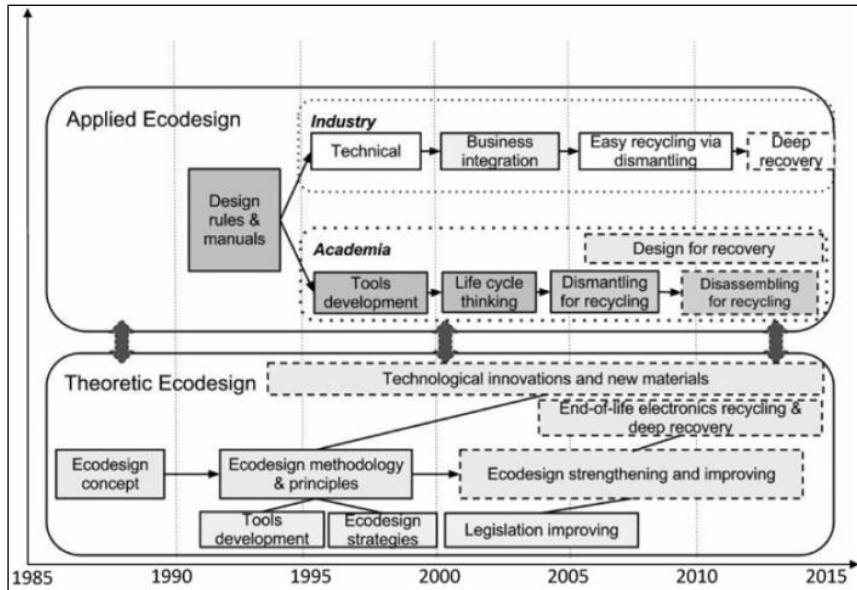 Applied Ecodesign
Industry
Technical
Business
integration
Easy recycling via
dismantling
Deep
recovery
Design
rules &
manuals
Academia
Design for recovery
Tools
development
Life cycle
thinking
Dismantling
for recycling
Disassembling
for recycling
Theoretic Ecodesign
Technological innovations and new materials
End-of-life electronics recycling &
deep recovery
Ecodesign
concept
Ecodesign methodology
& principles
Ecodesign strengthening and improving
Tools
development
Ecodesign
strategies
Legislation improving
1985 1990 1995 2000 2005 2010 2015